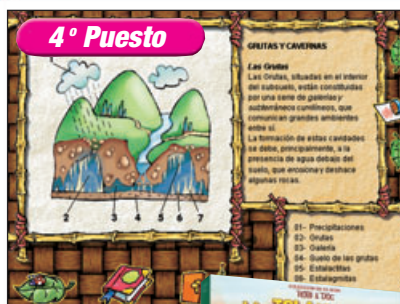 4º Puesto
1
2 3 4 5 6 7
GRUTAS Y CAVERNAS
Las Grutas
Las Grutas, situadas en el interior
del subsuelo, están constituidas
por una serie de galerías y
subterráneos curvilíneos, que
comunican grandes ambientes
entre sí.
La formación de estas cavidades
se debe, principalmente, a la
presencia de agua debajo del
suelo, que erosiona y deshace
algunas rocas.
01- Precipitaciones
02- Grutas
03- Galería
04- Suelo de las grutas
05- Estalactitas
06- Estalagmitas